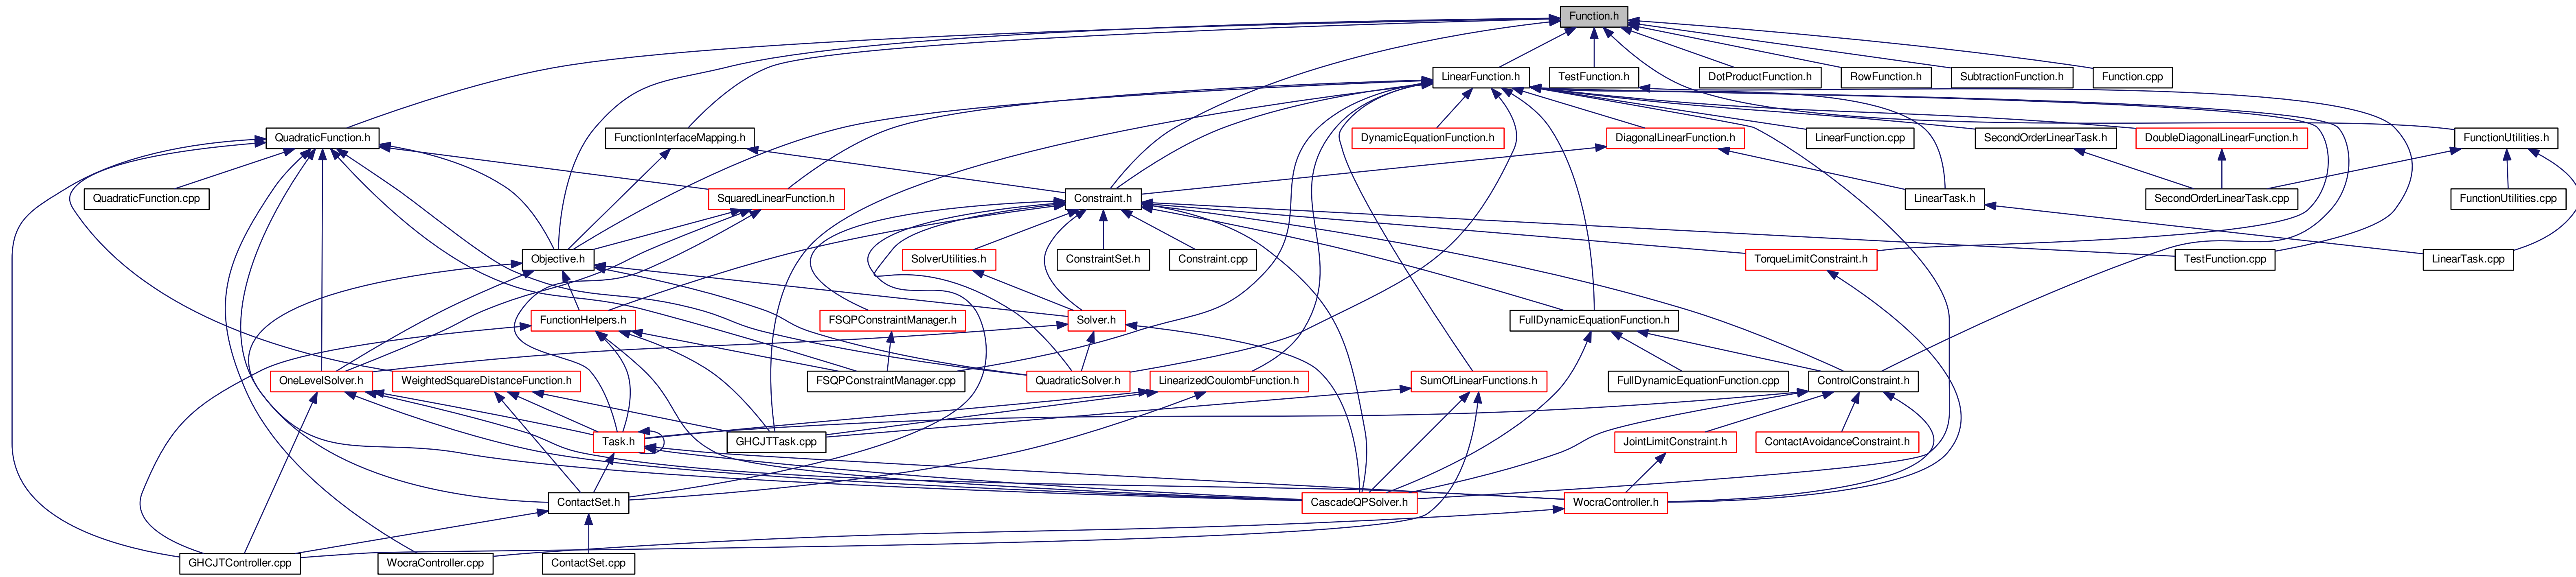 Function.h
LinearFunction.h
TestFunction.h
DotProductFunction.h
RowFunction.h
SubtractionFunction.h
Function.cpp
QuadraticFunction.h
FunctionInterfaceMapping.h
DynamicEquationFunction.h
DiagonalLinearFunction.h
LinearFunction.cpp
SecondOrderLinearTask.h
DoubleDiagonalLinearFunction.h
FunctionUtilities.h
QuadraticFunction.cpp
SquaredLinearFunction.h
Constraint.h
LinearTask.h
SecondOrderLinearTask.cpp
FunctionUtilities.cpp
Objective.h
SolverUtilities.h
ConstraintSet.h
Constraint.cpp
TorqueLimitConstraint.h
TestFunction.cpp
LinearTask.cpp
FunctionHelpers.h
FSQPConstraintManager.h
Solver.h
FullDynamicEquationFunction.h
OneLevelSolver.h
WeightedSquareDistanceFunction.h
FSQPConstraintManager.cpp
QuadraticSolver.h
LinearizedCoulombFunction.h
SumOfLinearFunctions.h
FullDynamicEquationFunction.cpp
ControlConstraint.h
Task.h
GHCJTTask.cpp
JointLimitConstraint.h
ContactAvoidanceConstraint.h
ContactSet.h
CascadeQPSolver.h
WocraController.h
GHCJTController.cpp
WocraController.cpp
ContactSet.cpp